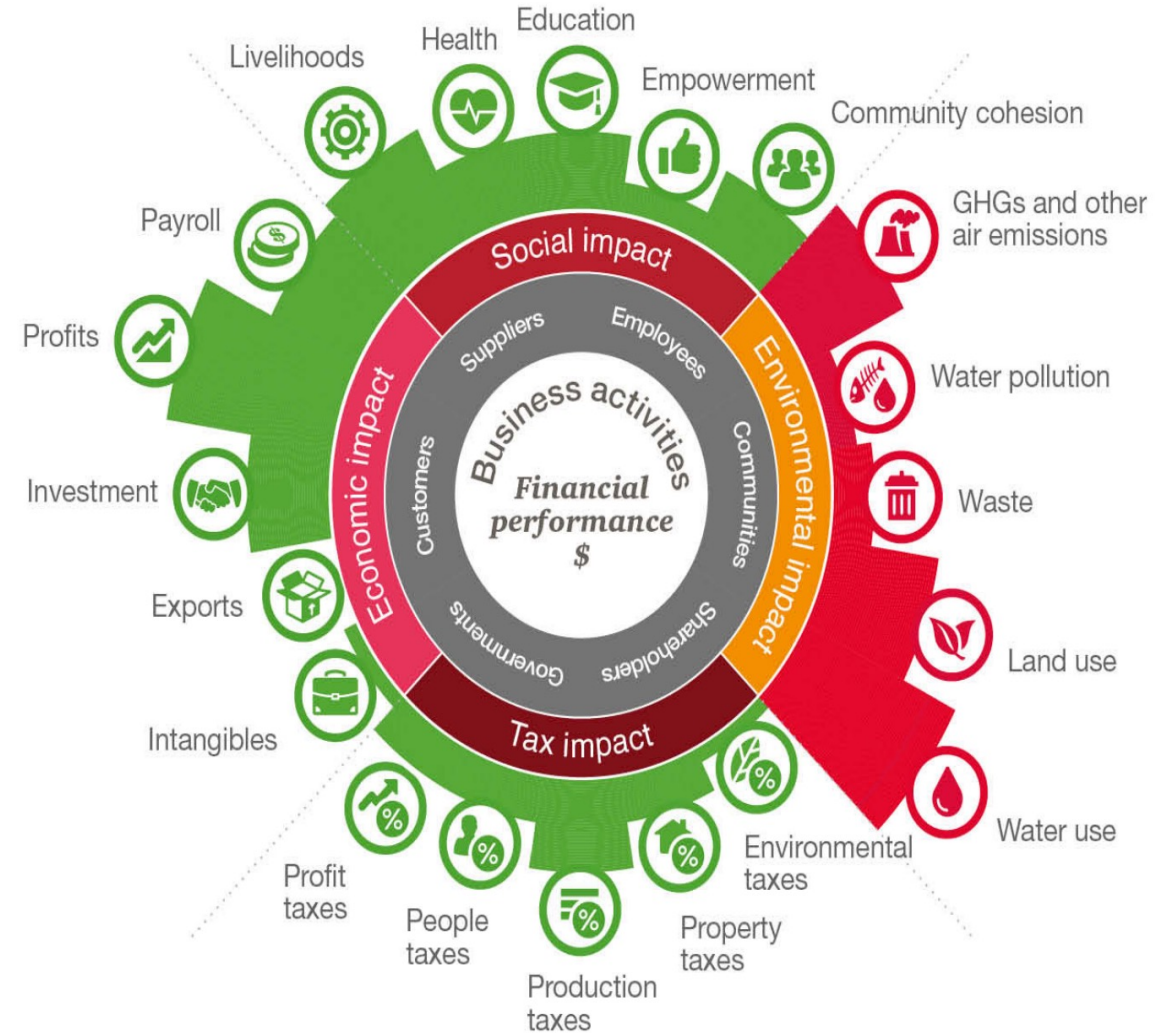 Education
Health
Livelihoods
Empowerment
Community cohesion
Payroll
GHGs and other
air emissions
Profits
Water pollution
Investment
Waste
Exports
Land use
Intangibles
Water use
Profit
taxes
People
taxes
Production
taxes
Property
taxes
Environmental
taxes
Social impact
Environmental impact
Tax impact
Economic impact
Suppliers
Employees
Communities
Shareholders
Governments
Customers
Business activities
Financial
performance
$
$
%
%
%
%
%